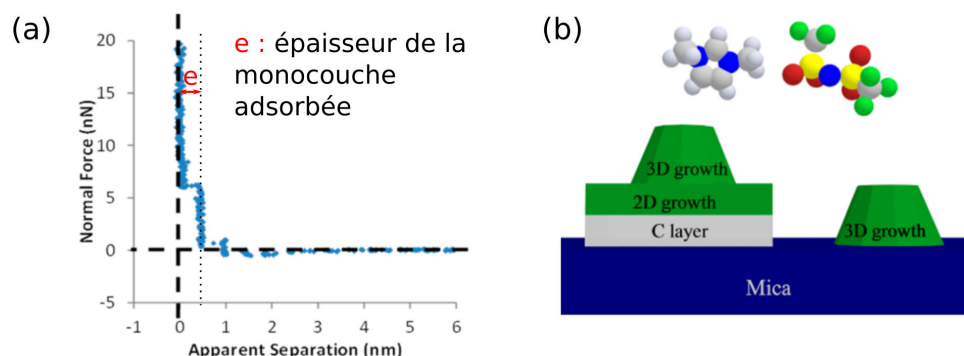 (a)
20
15
10
5
0
-5
Normal Force (nN)
e
e : épaisseur de la
monocouche
adsorbée
-1 0 1 2 3 4 5 6
Apparent Separation (nm)
(b)
3D growth
2D growth
C layer
3D growth
Mica